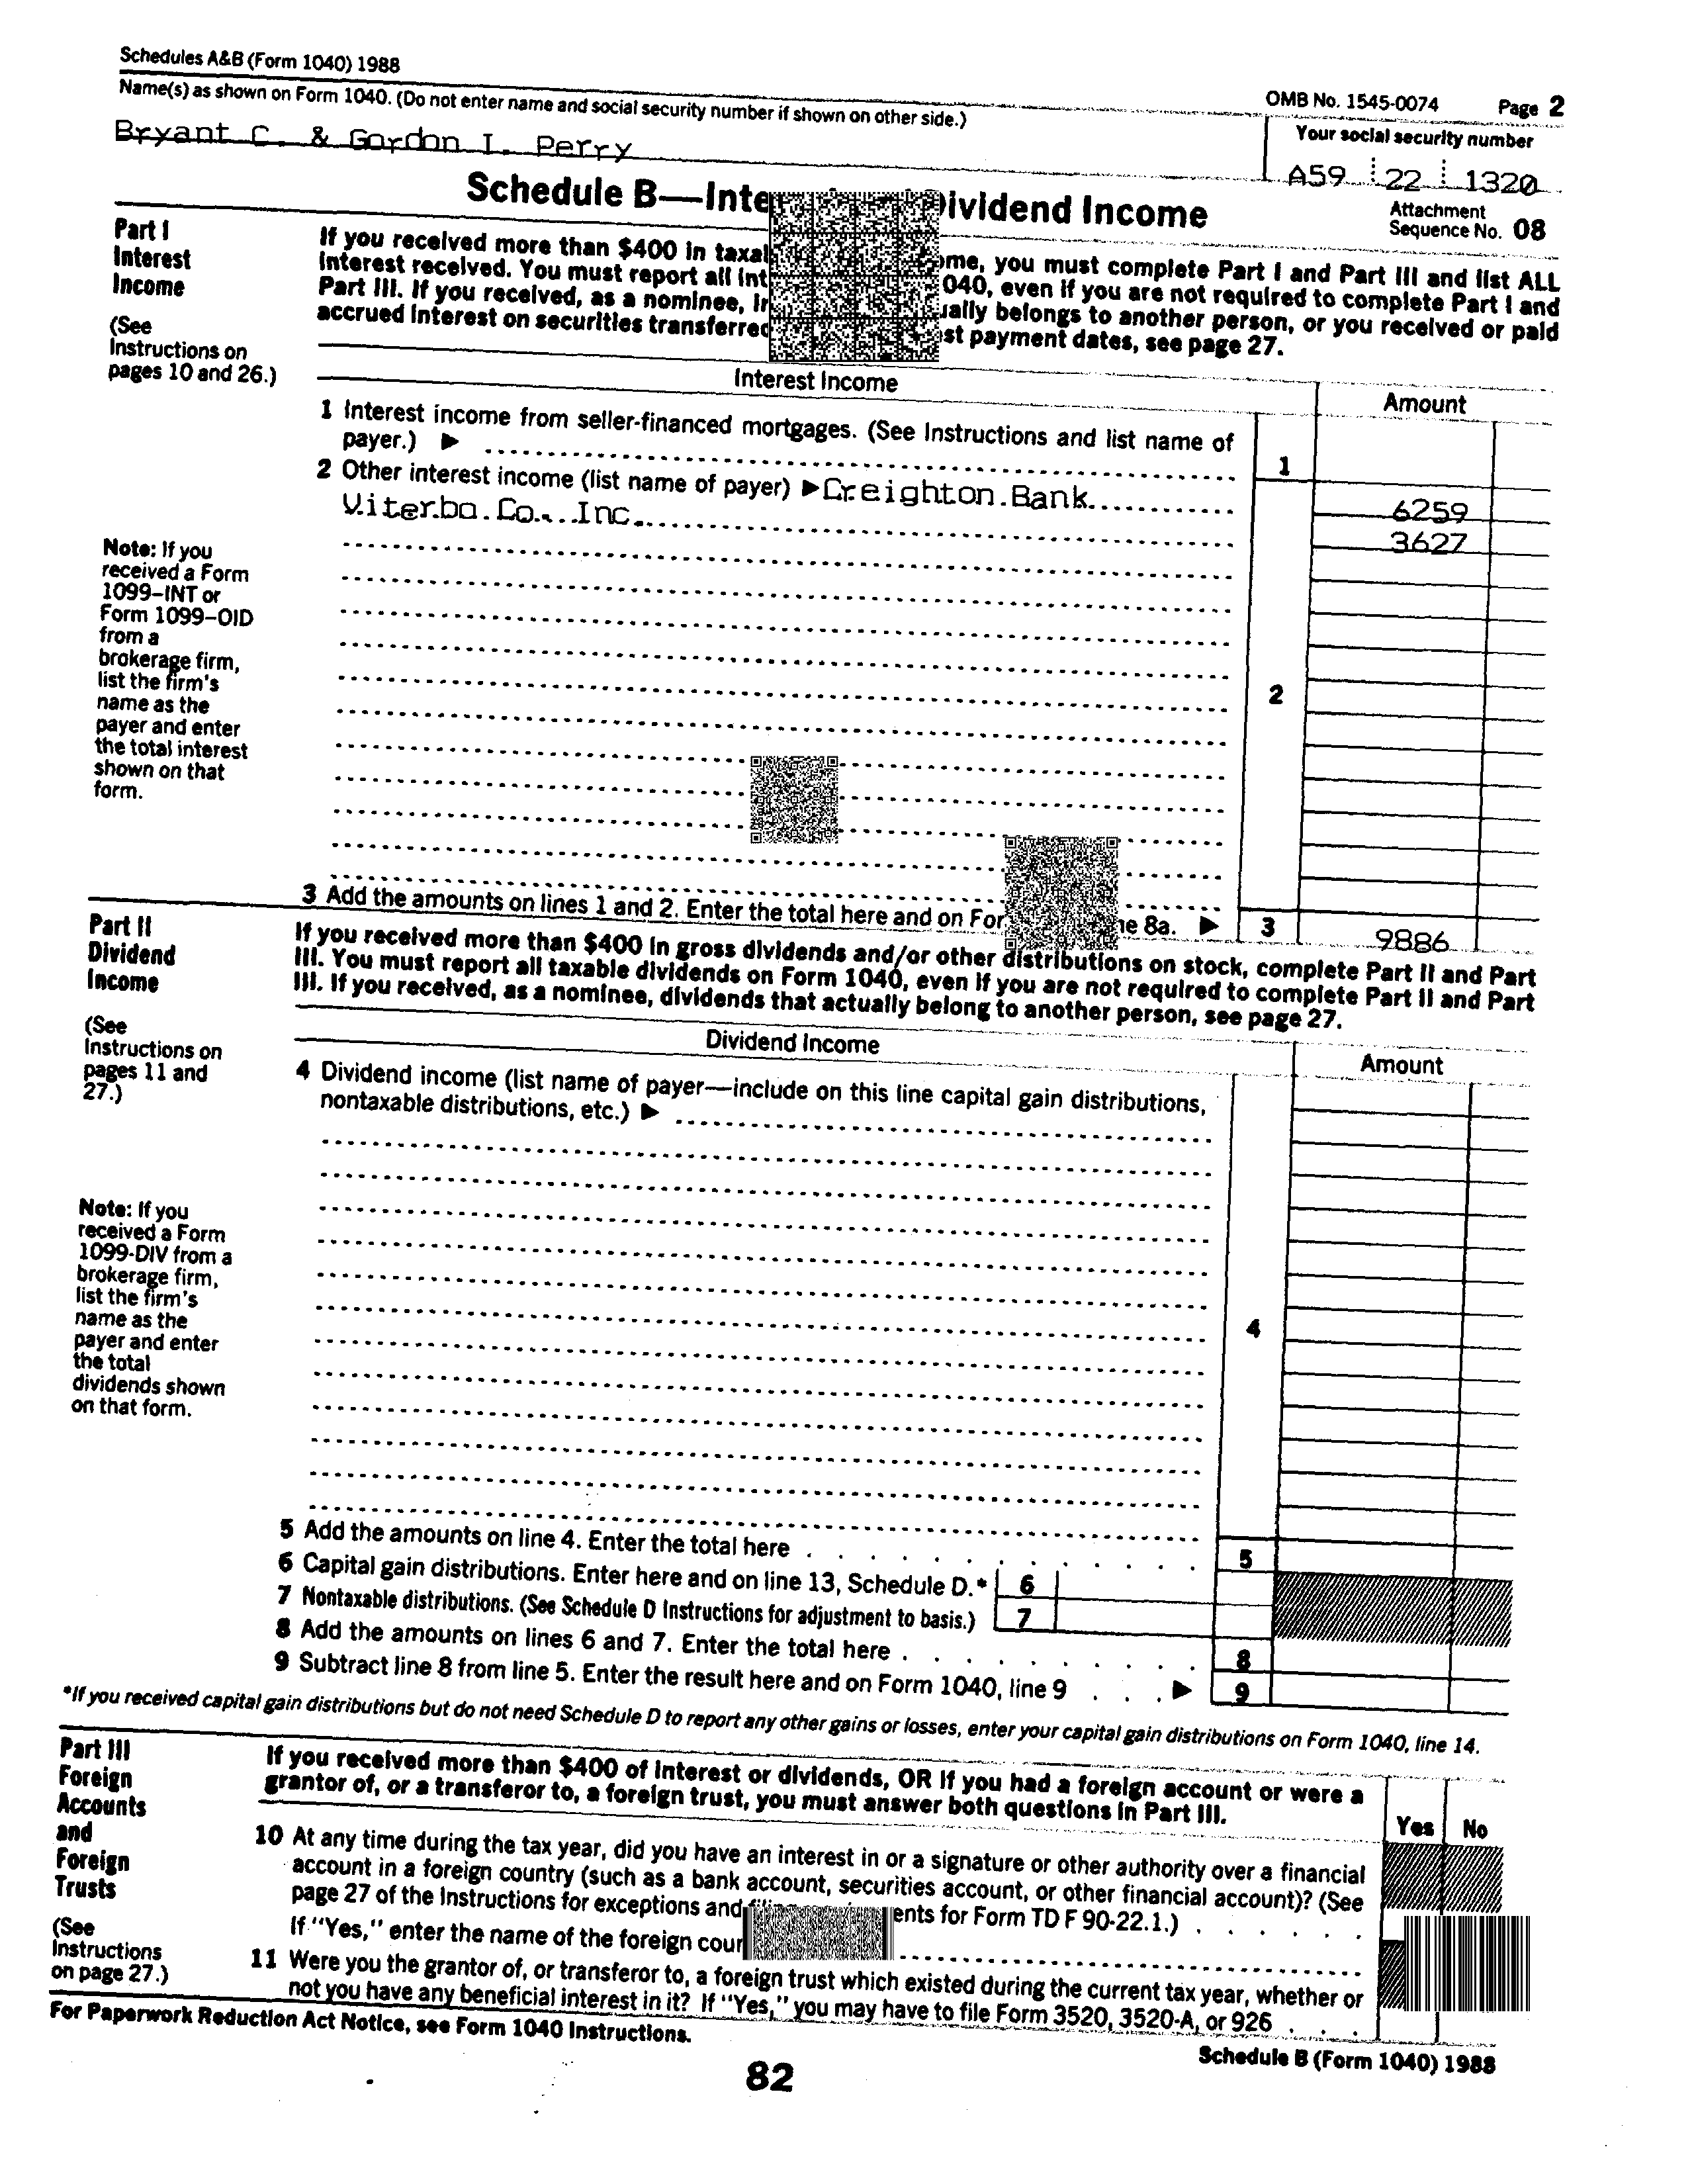 Schedules A&B (Form 1040) 1988
OMB No. 1545-0074 Page 2
Name(s) as shown on Form 1040. (Do not enter name and social security number if shown on other side.)
Your social security number
Bryant C. & Gordon I. Perry
A59 22 1320
Schedule B—Inte ividend Income
Attachment
Sequence No. 08
Part I
Interest
Income
(See
Instructions on
pages 10 and 26.)
If you received more than $400 in taxal ome, you must complete Part I and Part III and list ALL
interest received. You must report all int 040, even if you are not required to complete Part I and
Part III. If you received, as a nominee, ually belongs to another person, or you received or paid
accrued interest on securities transferred st payment dates, see page 27.
Interest Income
Amount
1 Interest income from seller-financed mortgages. (See Instructions and list name of
payer.) ▶
1
2 Other interest income (list name of payer) ▶ Creighton Bank
6259
Viterbo Co., Inc.
3627
2
Note: If you
received a Form
1099–INT or
Form 1099–OID
from a
brokerage firm,
list the firm's
name as the
payer and enter
the total interest
shown on that
form.
3 Add the amounts on lines 1 and 2. Enter the total here and on For ne 8a. ▶ 3 9886
Part II
Dividend
Income
(See
Instructions on
pages 11 and
27.)
If you received more than $400 in gross dividends and/or other distributions on stock, complete Part II and Part
III. You must report all taxable dividends on Form 1040, even if you are not required to complete Part II and Part
III. If you received, as a nominee, dividends that actually belong to another person, see page 27.
Dividend Income
Amount
4 Dividend income (list name of payer—include on this line capital gain distributions,
nontaxable distributions, etc.) ▶
4
Note: If you
received a Form
1099-DIV from a
brokerage firm,
list the firm's
name as the
payer and enter
the total
dividends shown
on that form.
5 Add the amounts on line 4. Enter the total here 5
6 Capital gain distributions. Enter here and on line 13, Schedule D.* 6
7 Nontaxable distributions. (See Schedule D Instructions for adjustment to basis.) 7
8 Add the amounts on lines 6 and 7. Enter the total here 8
9 Subtract line 8 from line 5. Enter the result here and on Form 1040, line 9 ▶ 9
*If you received capital gain distributions but do not need Schedule D to report any other gains or losses, enter your capital gain distributions on Form 1040, line 14.
Part III
Foreign
Accounts
and
Foreign
Trusts
(See
Instructions
on page 27.)
If you received more than $400 of interest or dividends, OR if you had a foreign account or were a
grantor of, or a transferor to, a foreign trust, you must answer both questions in Part III.
Yes No
10 At any time during the tax year, did you have an interest in or a signature or other authority over a financial
account in a foreign country (such as a bank account, securities account, or other financial account)? (See
page 27 of the Instructions for exceptions and ents for Form TD F 90-22.1.)
If "Yes," enter the name of the foreign cour
11 Were you the grantor of, or transferor to, a foreign trust which existed during the current tax year, whether or
not you have any beneficial interest in it? If "Yes," you may have to file Form 3520, 3520-A, or 926
For Paperwork Reduction Act Notice, see Form 1040 Instructions.
Schedule B (Form 1040) 1988
82